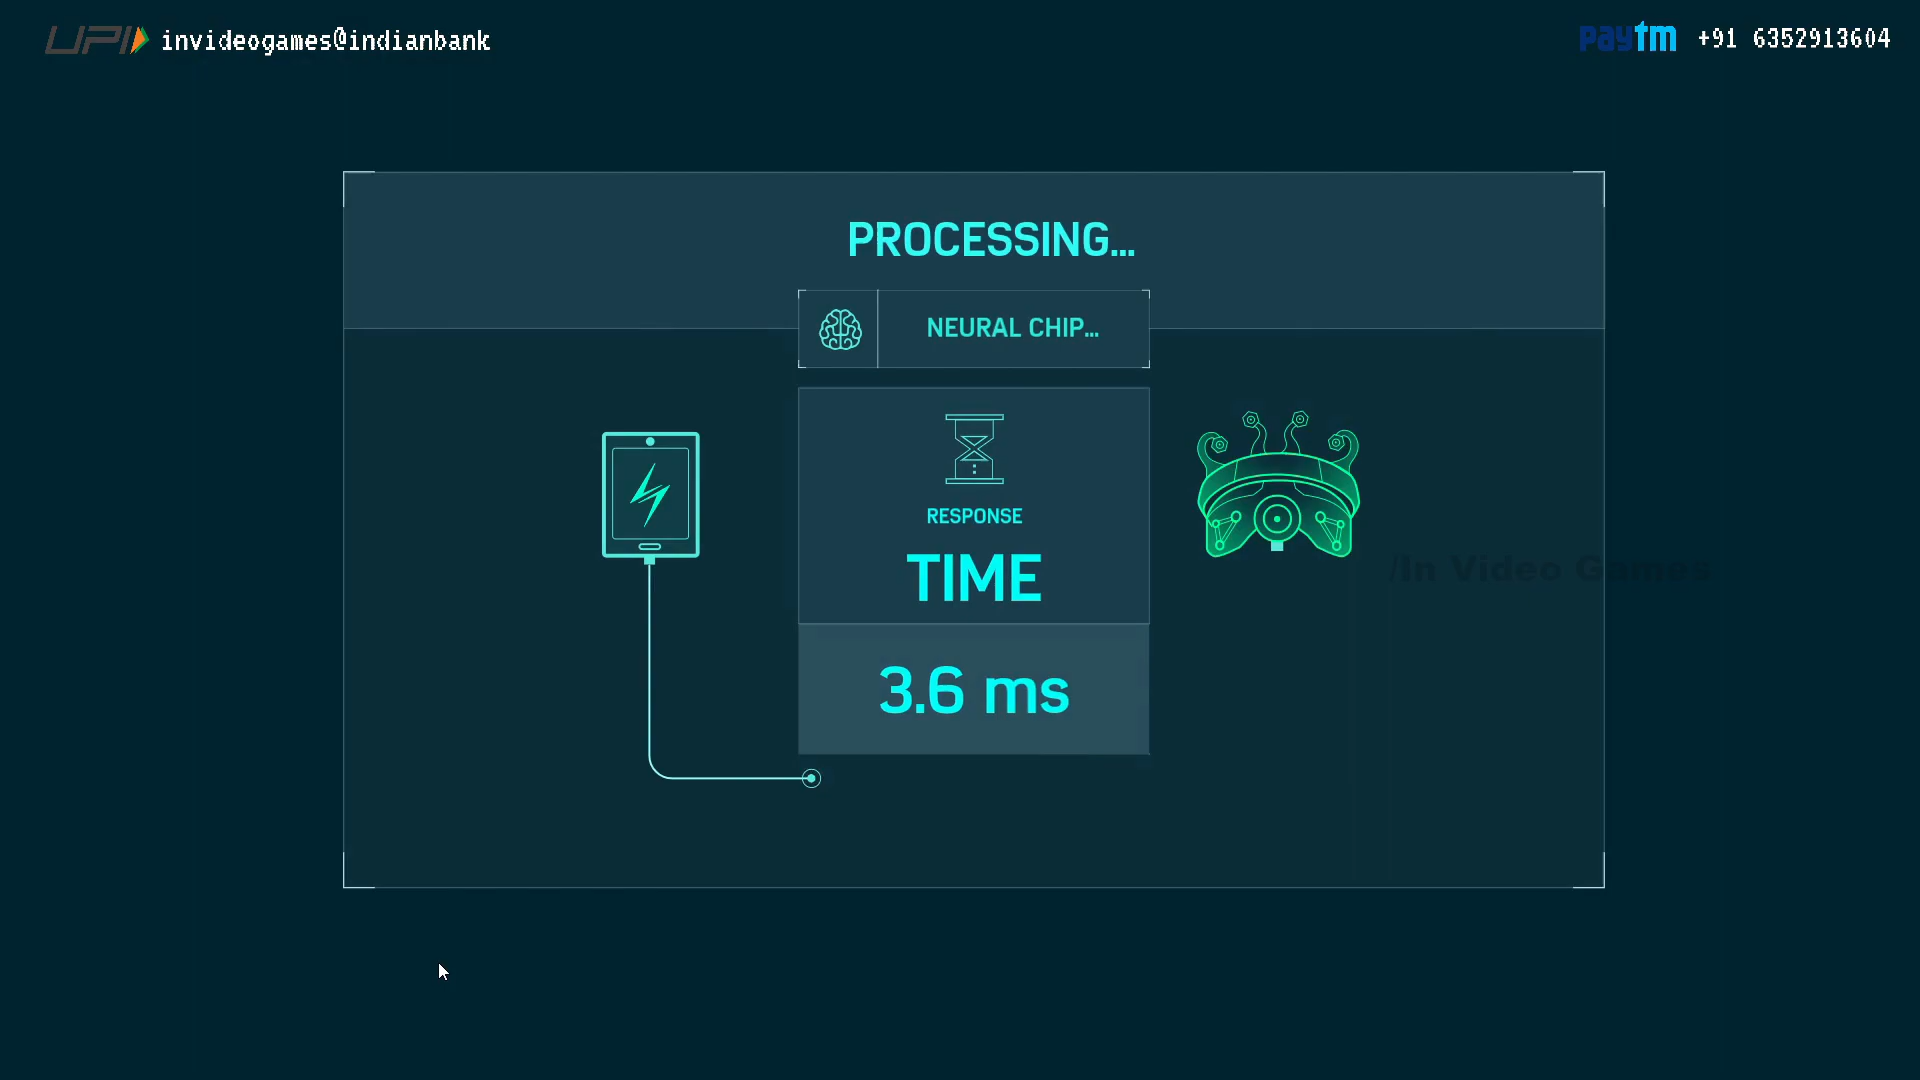 UPI invideogames@indianbank
paytm +91 6352913604
PROCESSING...
NEURAL CHIP...
RESPONSE
TIME
/In Video Games
3.6 ms